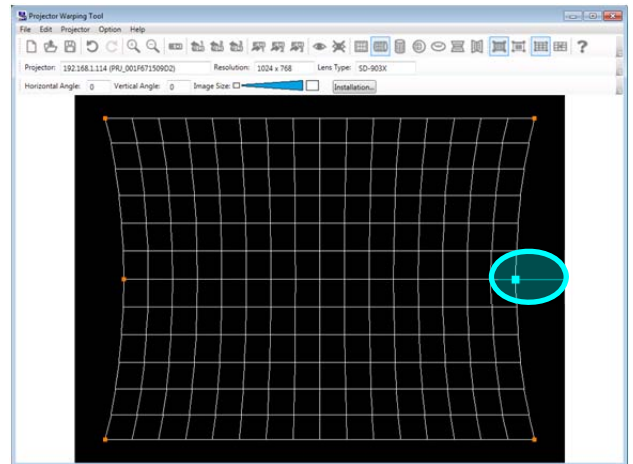 Projector Warping Tool
File Edit Projector Option Help
Projector: 192.168.1.114 (PRJ_001F671509D2) Resolution: 1024 x 768 Lens Type: SD-903X
Horizontal Angle: 0 Vertical Angle: 0 Image Size: Installation...